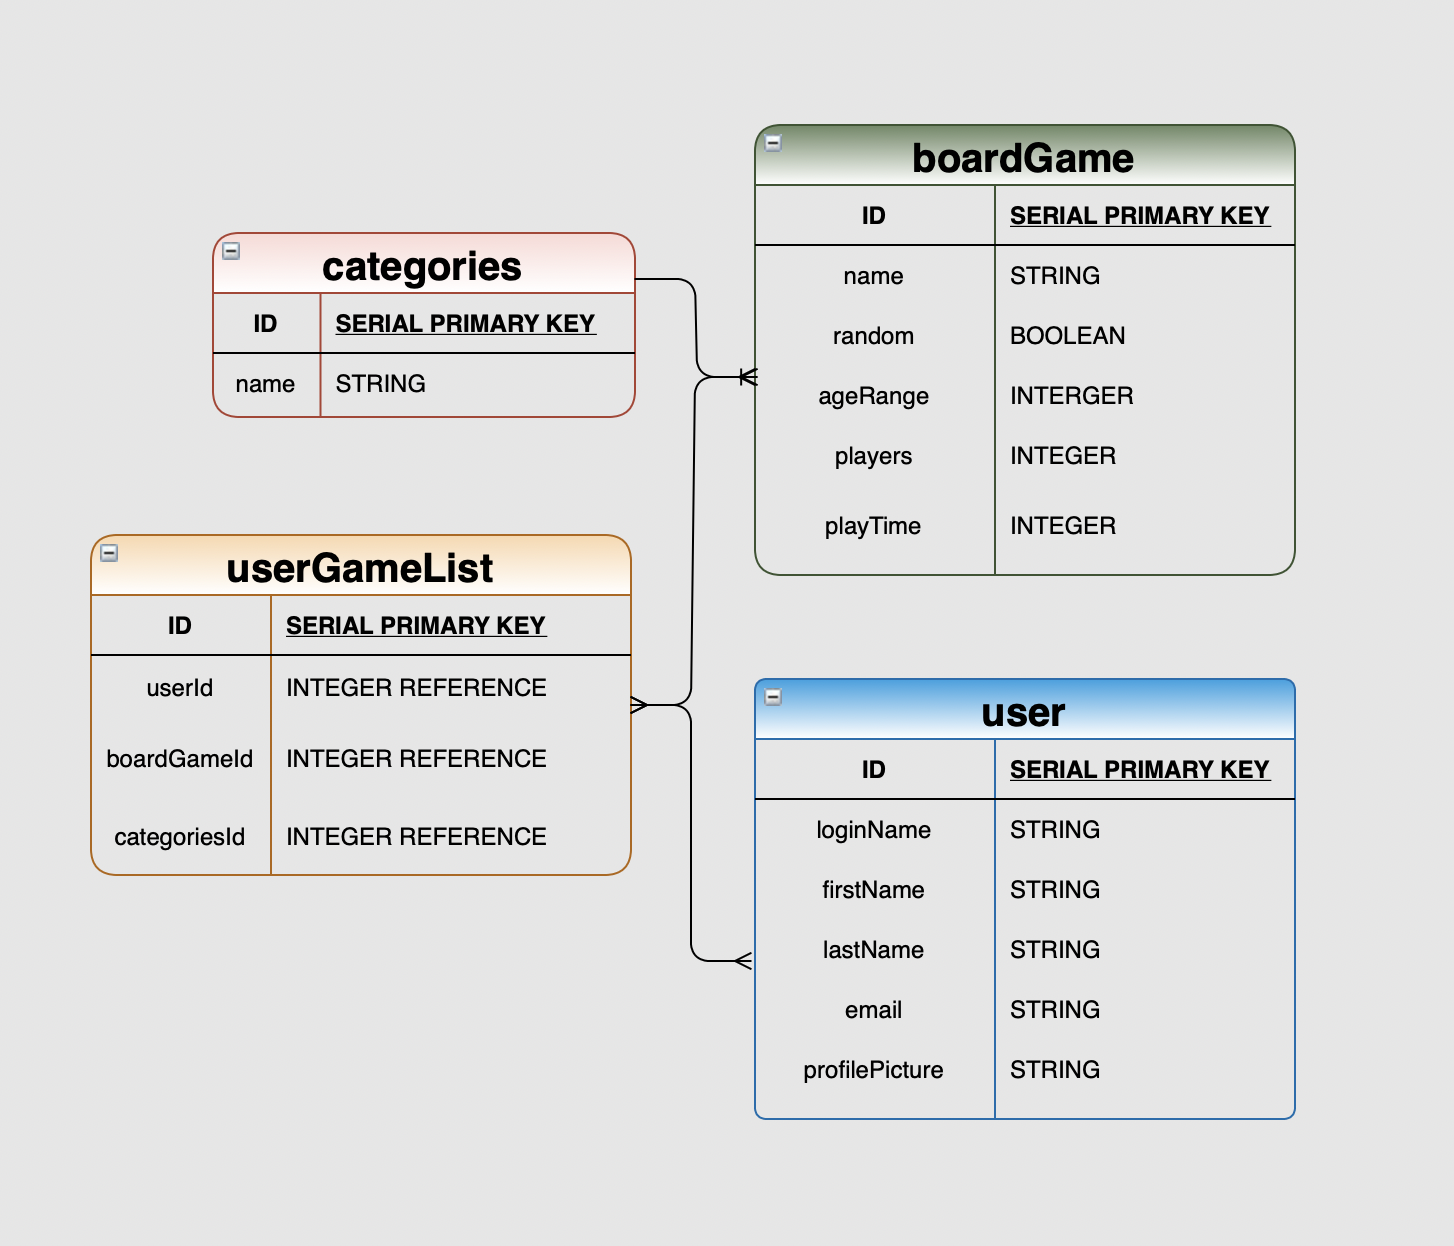 categories
ID SERIAL PRIMARY KEY
name STRING
boardGame
ID SERIAL PRIMARY KEY
name STRING
random BOOLEAN
ageRange INTERGER
players INTEGER
playTime INTEGER
userGameList
ID SERIAL PRIMARY KEY
userId INTEGER REFERENCE
boardGameId INTEGER REFERENCE
categoriesId INTEGER REFERENCE
user
ID SERIAL PRIMARY KEY
loginName STRING
firstName STRING
lastName STRING
email STRING
profilePicture STRING